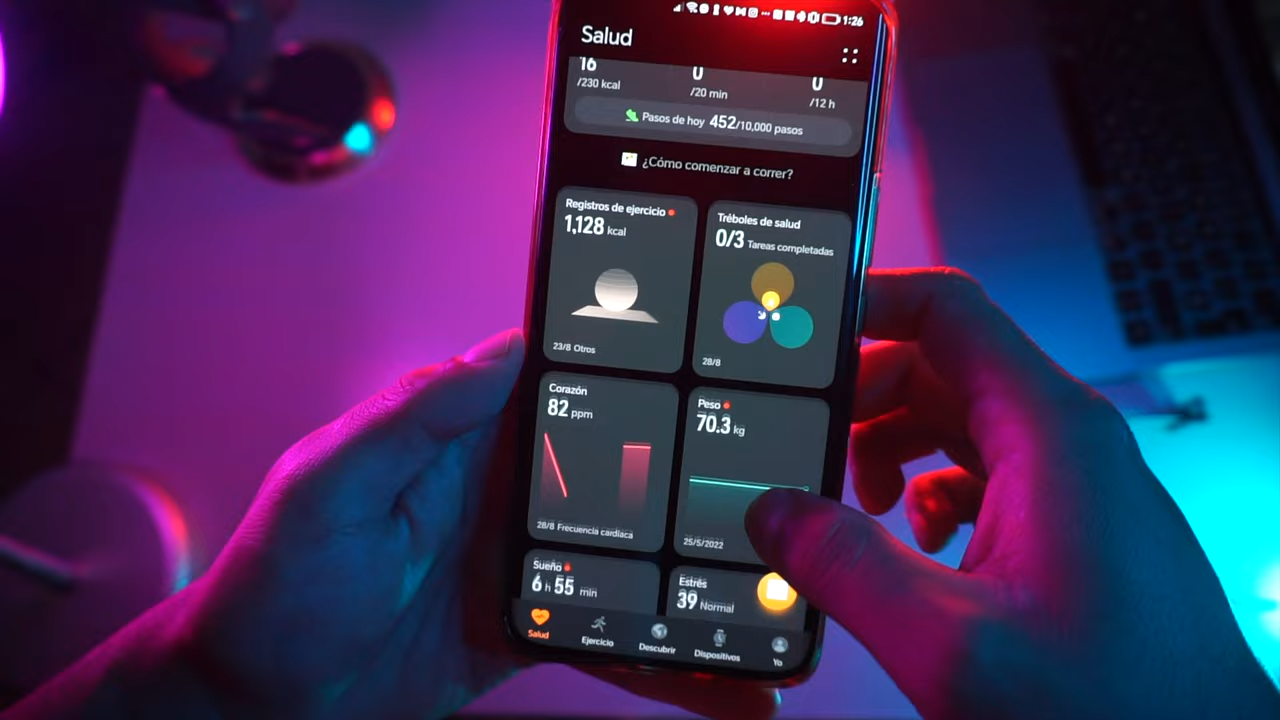 1:26
Salud
16
0
0
/230 kcal
/20 min
/12 h
Pasos de hoy 452/10,000 pasos
¿Cómo comenzar a correr?
Registros de ejercicio
1,128 kcal
23/8 Otros
Tréboles de salud
0/3 Tareas completadas
28/8
Corazón
82 ppm
28/8 Frecuencia cardiaca
Peso
70.3 kg
25/5/2022
Sueño
6 h 55 min
Estrés
39 Normal
Salud
Ejercicio
Descubrir
Dispositivos
Yo